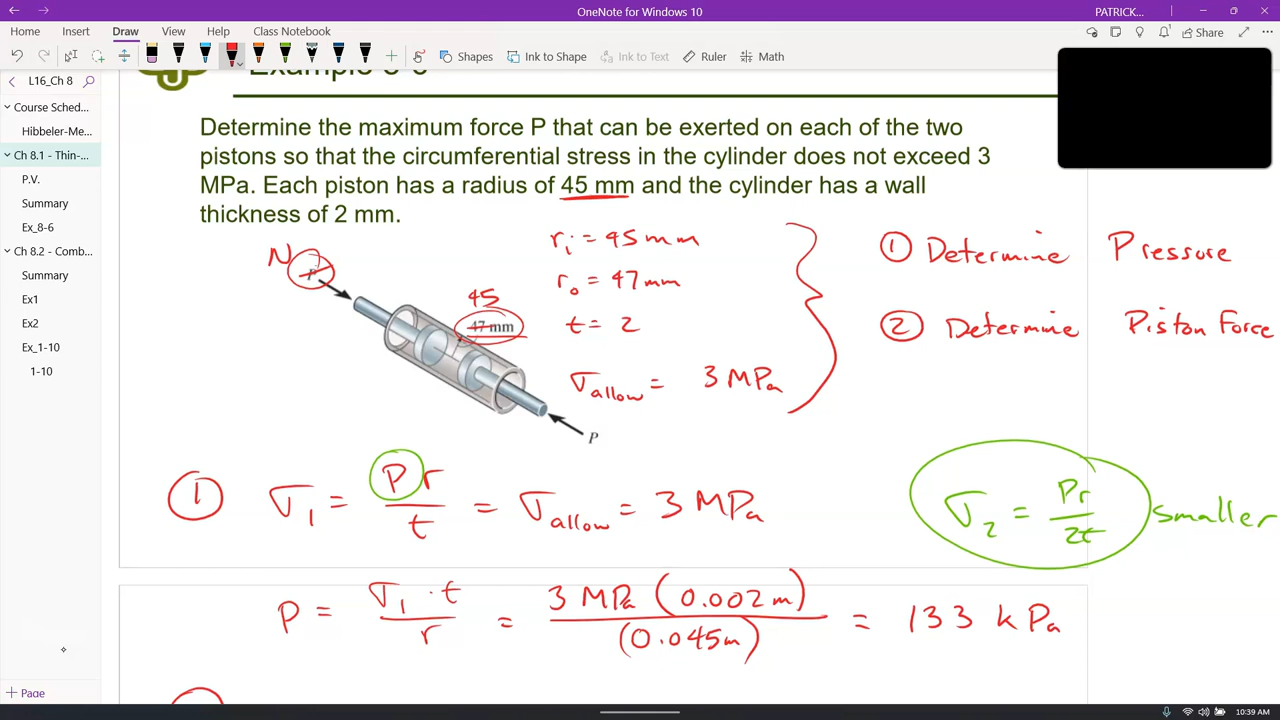 OneNote for Windows 10
PATRICK...
Home Insert Draw View Help Class Notebook Share
Shapes Ink to Shape Ink to Text Ruler Math
L16_Ch 8
Course Sched...
Hibbeler-Me...
Ch 8.1 - Thin-...
P.V.
Summary
Ex_8-6
Ch 8.2 - Comb...
Summary
Ex1
Ex2
Ex_1-10
1-10
Page
Determine the maximum force P that can be exerted on each of the two
pistons so that the circumferential stress in the cylinder does not exceed 3
MPa. Each piston has a radius of 45 mm and the cylinder has a wall
thickness of 2 mm.
N P
45
47 mm
P
rᵢ = 45 mm
r₀ = 47 mm
t = 2
σallow = 3 MPa
① Determine Pressure
② Determine Piston Force
① σ₁ = Pr/t = σallow = 3 MPa
σ₂ = Pr/2t smaller
P = σ₁ · t / r = 3 MPa (0.002m) / (0.045m) = 133 kPa
10:39 AM